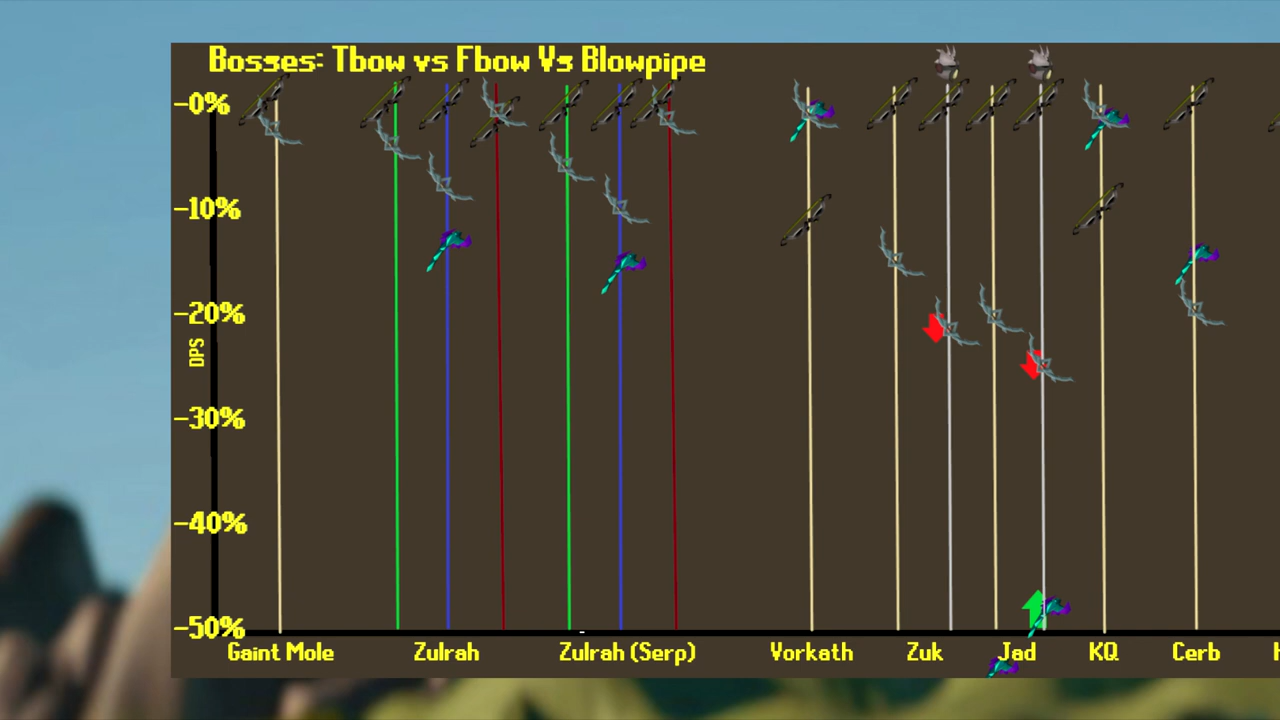 Bosses: Tbow vs Fbow Vs Blowpipe
-0%
-10%
-20%
DPS
-30%
-40%
-50%
Gaint Mole Zulrah Zulrah (Serp) Vorkath Zuk Jad KQ Cerb